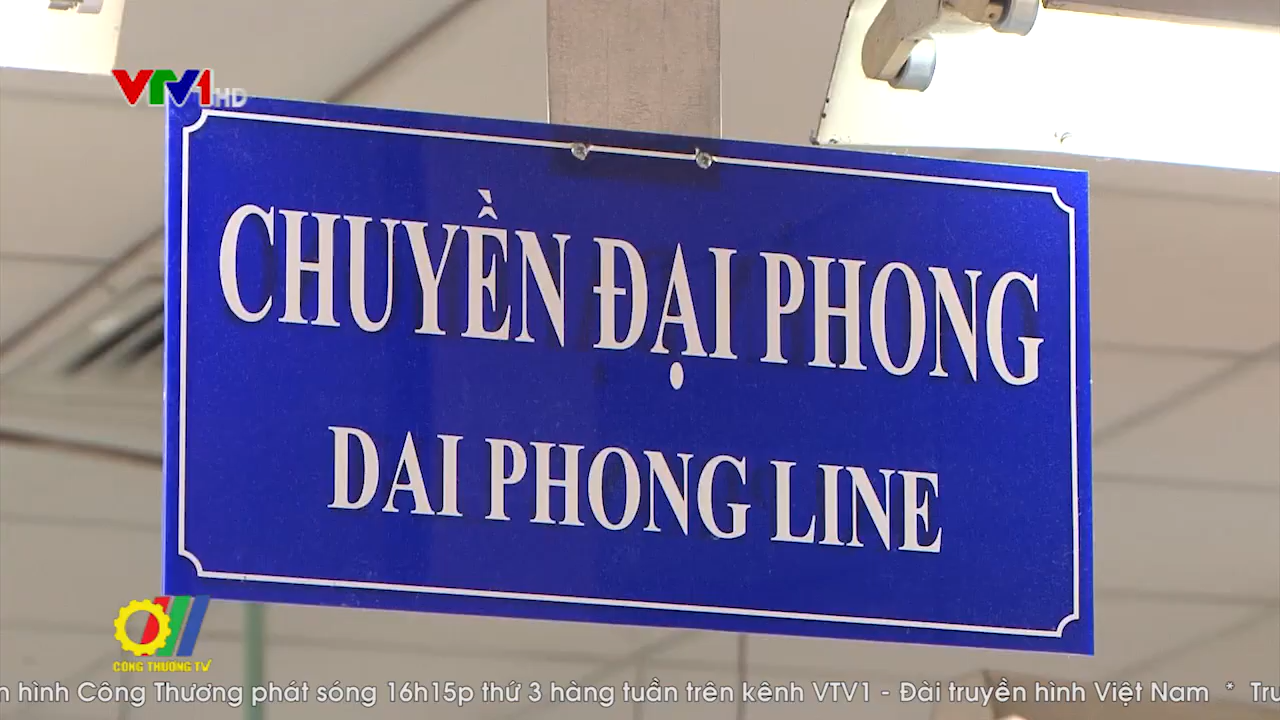 VTV1HD
CHUYỀN ĐẠI PHONG
DAI PHONG LINE
CÔNG THƯƠNG TV
hình Công Thương phát sóng 16h15p thứ 3 hàng tuần trên kênh VTV1 - Đài truyền hình Việt Nam *